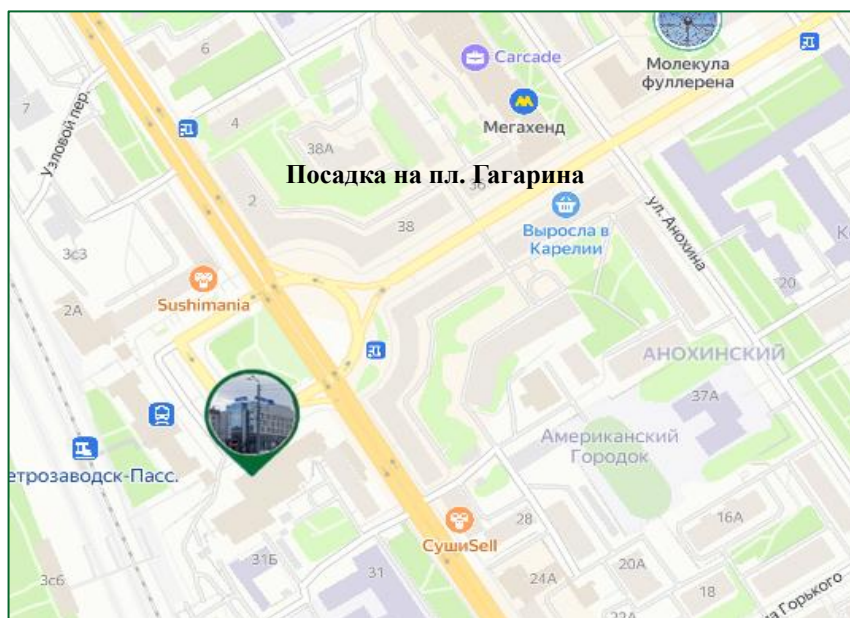 6
Carcade
Молекула
фуллерена
7
Узловой пер.
4
Мегахенд
38А
Посадка на пл. Гагарина
36
2
38
Выросла в
Карелии
ул. Анохина
3с3
20
Sushimania
2А
АНОХИНСКИЙ
37А
Американский
Городок
етрозаводск-Пасс.
СушиSell
28
16А
31Б
31
3с6
24А
20А
18
22А
на Горького